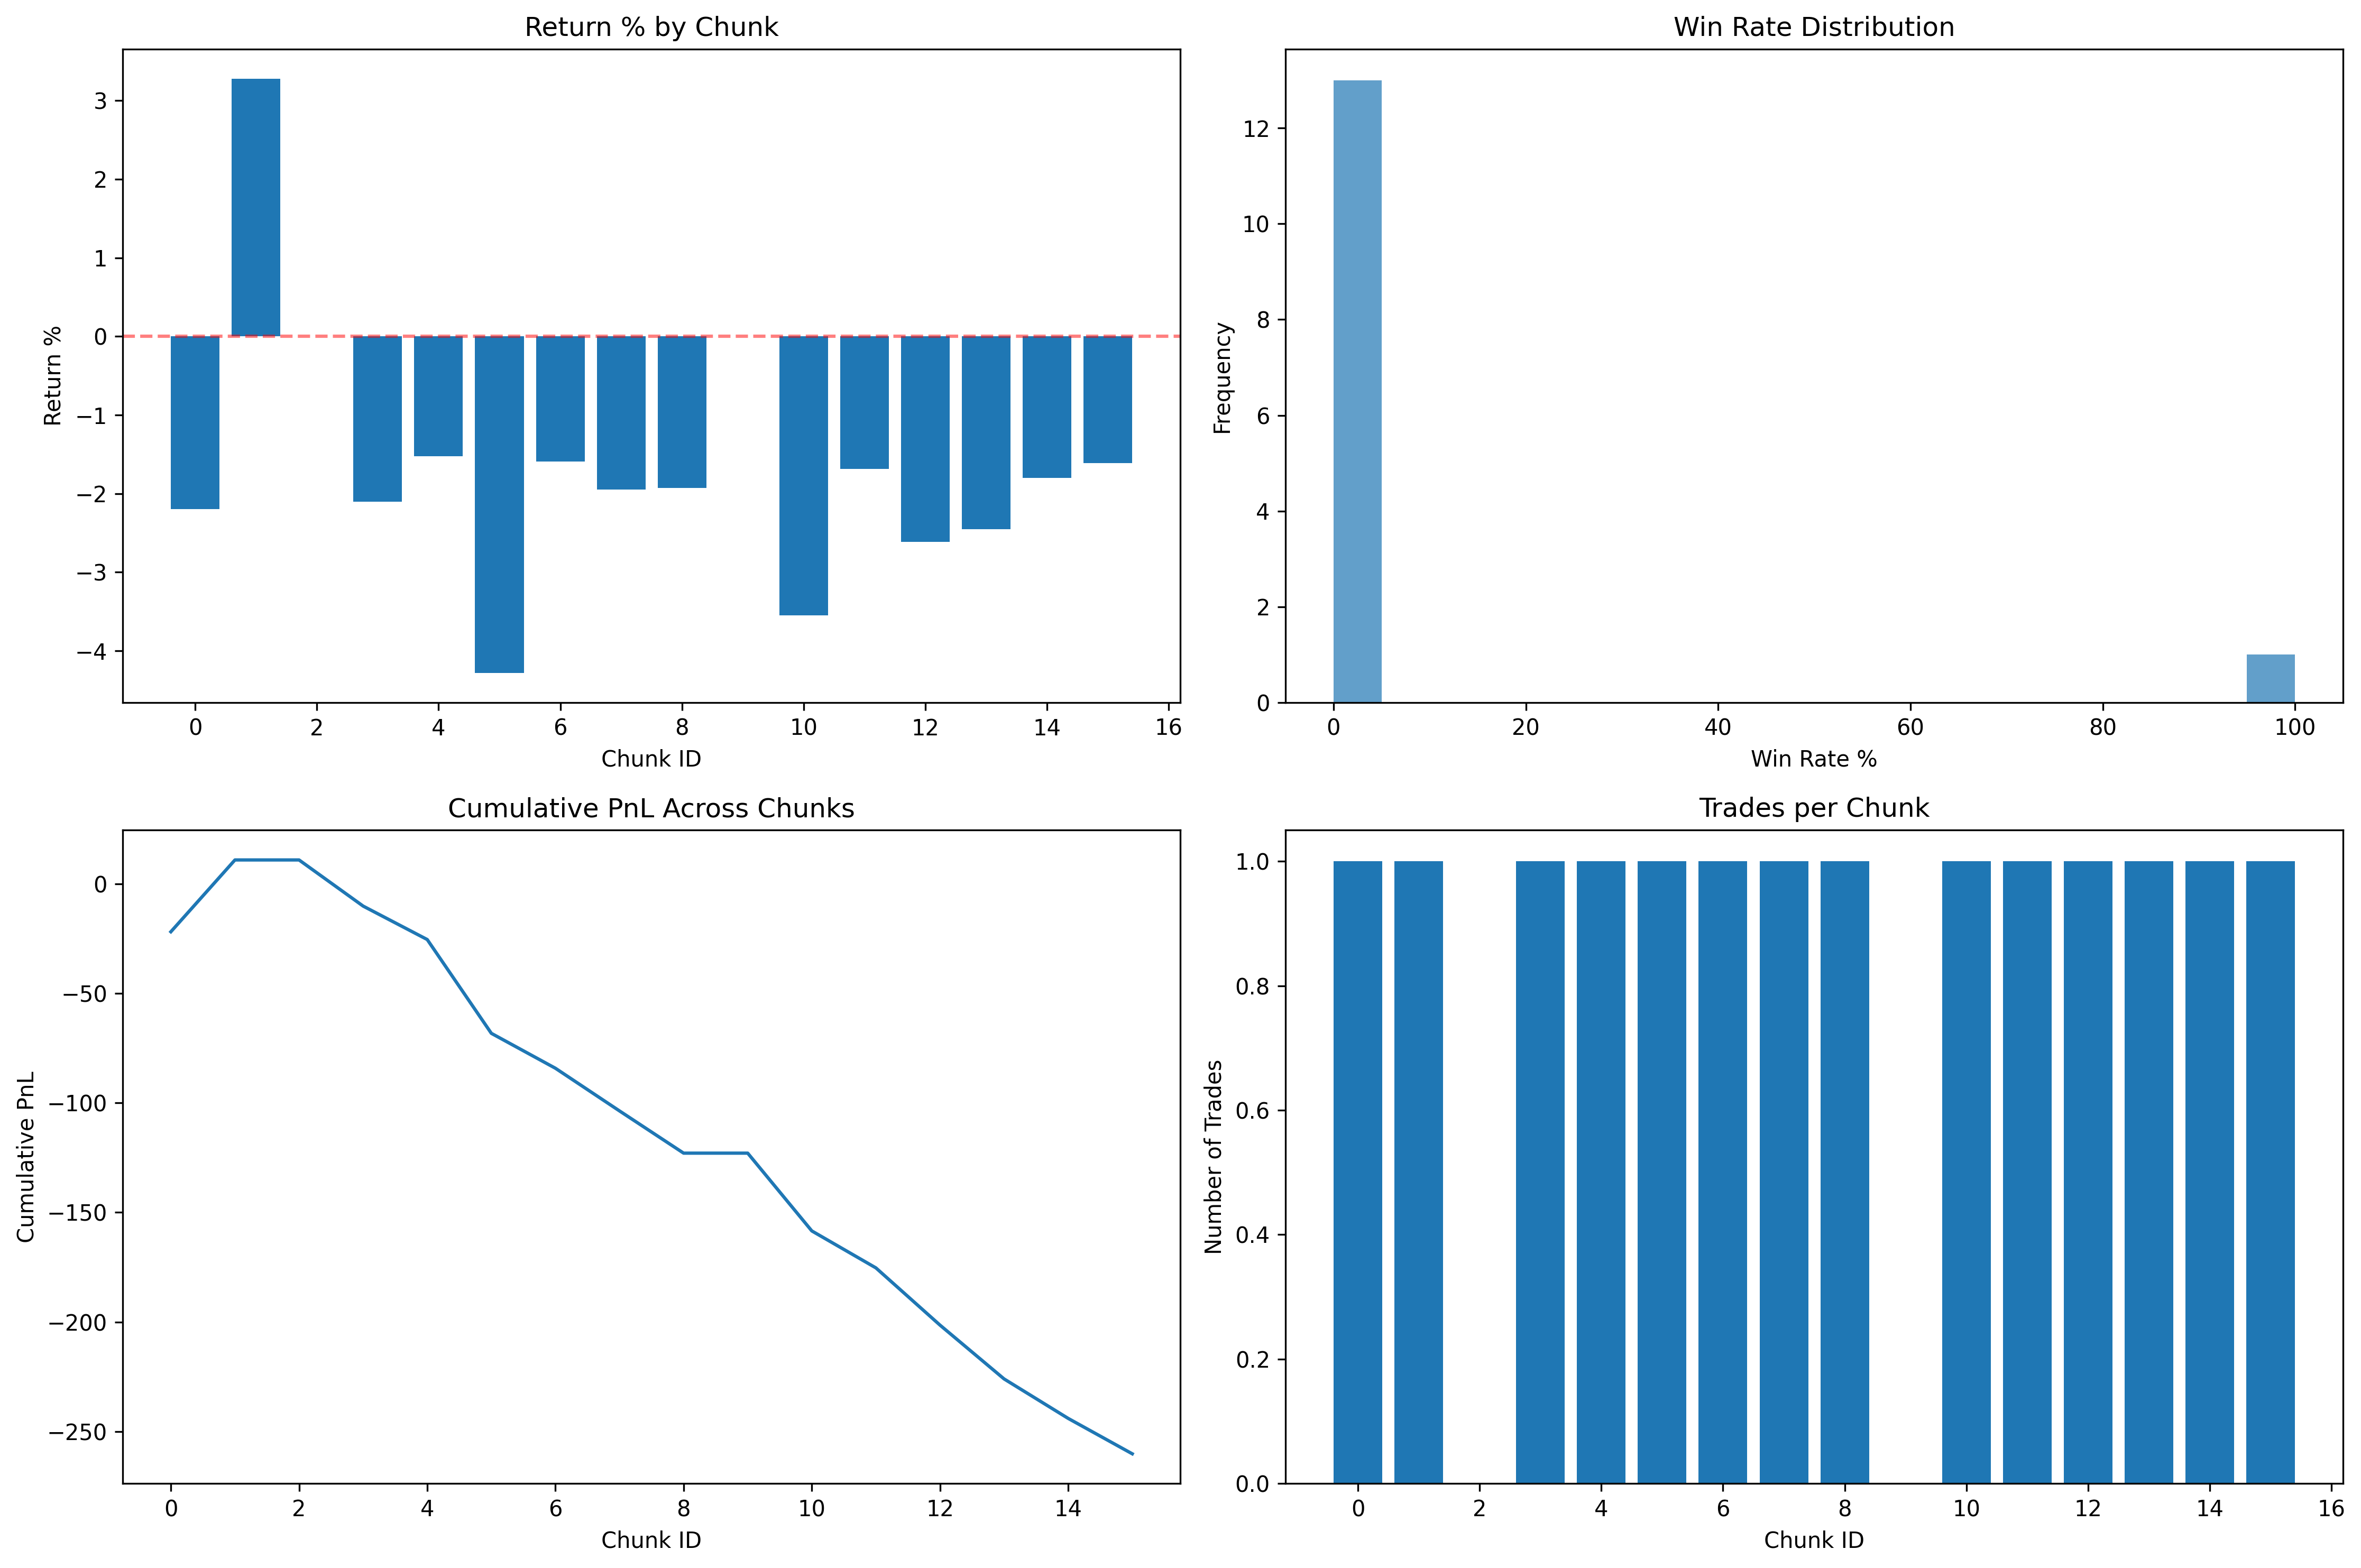 Return % by Chunk
3
2
1
0
−1
−2
−3
−4
Return %
0 2 4 6 8 10 12 14 16
Chunk ID
Win Rate Distribution
12
10
8
6
4
2
0
Frequency
0 20 40 60 80 100
Win Rate %
Cumulative PnL Across Chunks
0
−50
−100
−150
−200
−250
Cumulative PnL
0 2 4 6 8 10 12 14
Chunk ID
Trades per Chunk
1.0
0.8
0.6
0.4
0.2
0.0
Number of Trades
0 2 4 6 8 10 12 14 16
Chunk ID